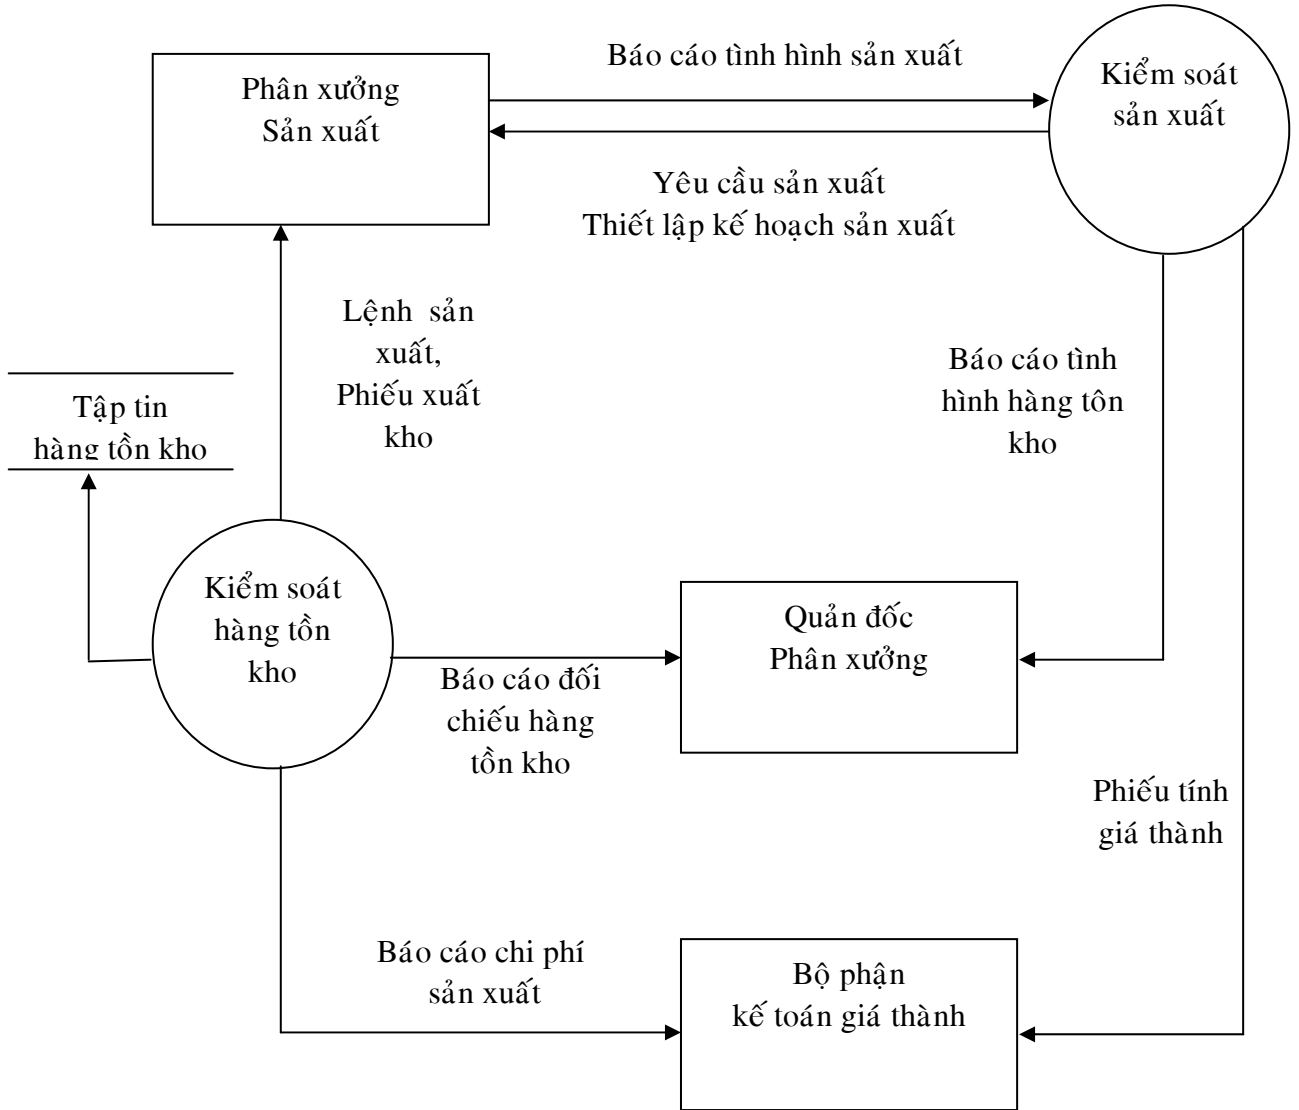 Báo cáo tình hình sản xuất
Kiểm soát
sản xuất
Phân xưởng
Sản xuất
Yêu cầu sản xuất
Thiết lập kế hoạch sản xuất
Lệnh sản
xuất,
Phiếu xuất
kho
Báo cáo tình
hình hàng tôn
kho
Tập tin
hàng tồn kho
Kiểm soát
hàng tồn
kho
Quản đốc
Phân xưởng
Báo cáo đối
chiếu hàng
tồn kho
Phiếu tính
giá thành
Báo cáo chi phí
sản xuất
Bộ phận
kế toán giá thành